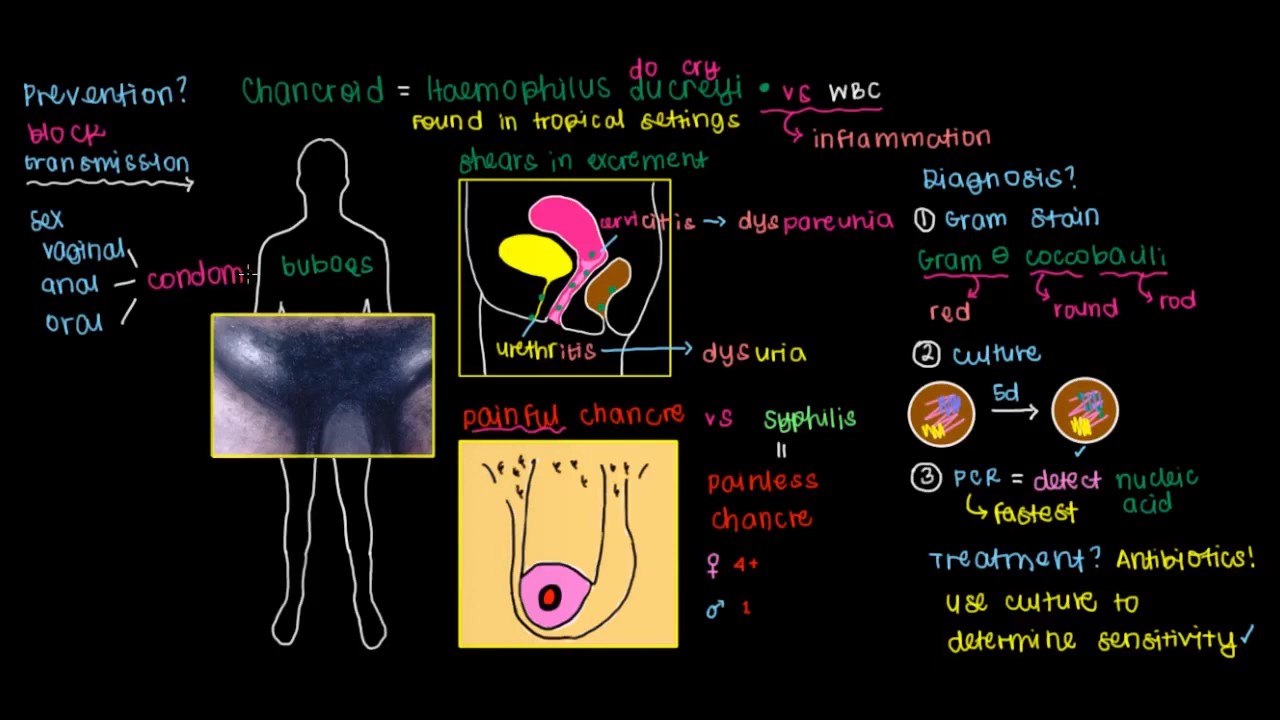 Prevention?
block
transmission
sex
vaginal
anal
oral
condom
do cry
Chancroid = Haemophilus ducreyi • vs WBC
found in tropical settings
inflammation
shears in excrement
buboes
cervicitis → dyspareunia
urethritis → dysuria
painful chancre vs syphilis
=
painless
chancre
♀ 4+
♂ 1
Diagnosis?
① Gram Stain
Gram ⊖ coccobacilli
red
round
rod
② culture
5d
③ PCR = detect nucleic
acid
fastest
Treatment? Antibiotics!
use culture to
determine sensitivity ✓